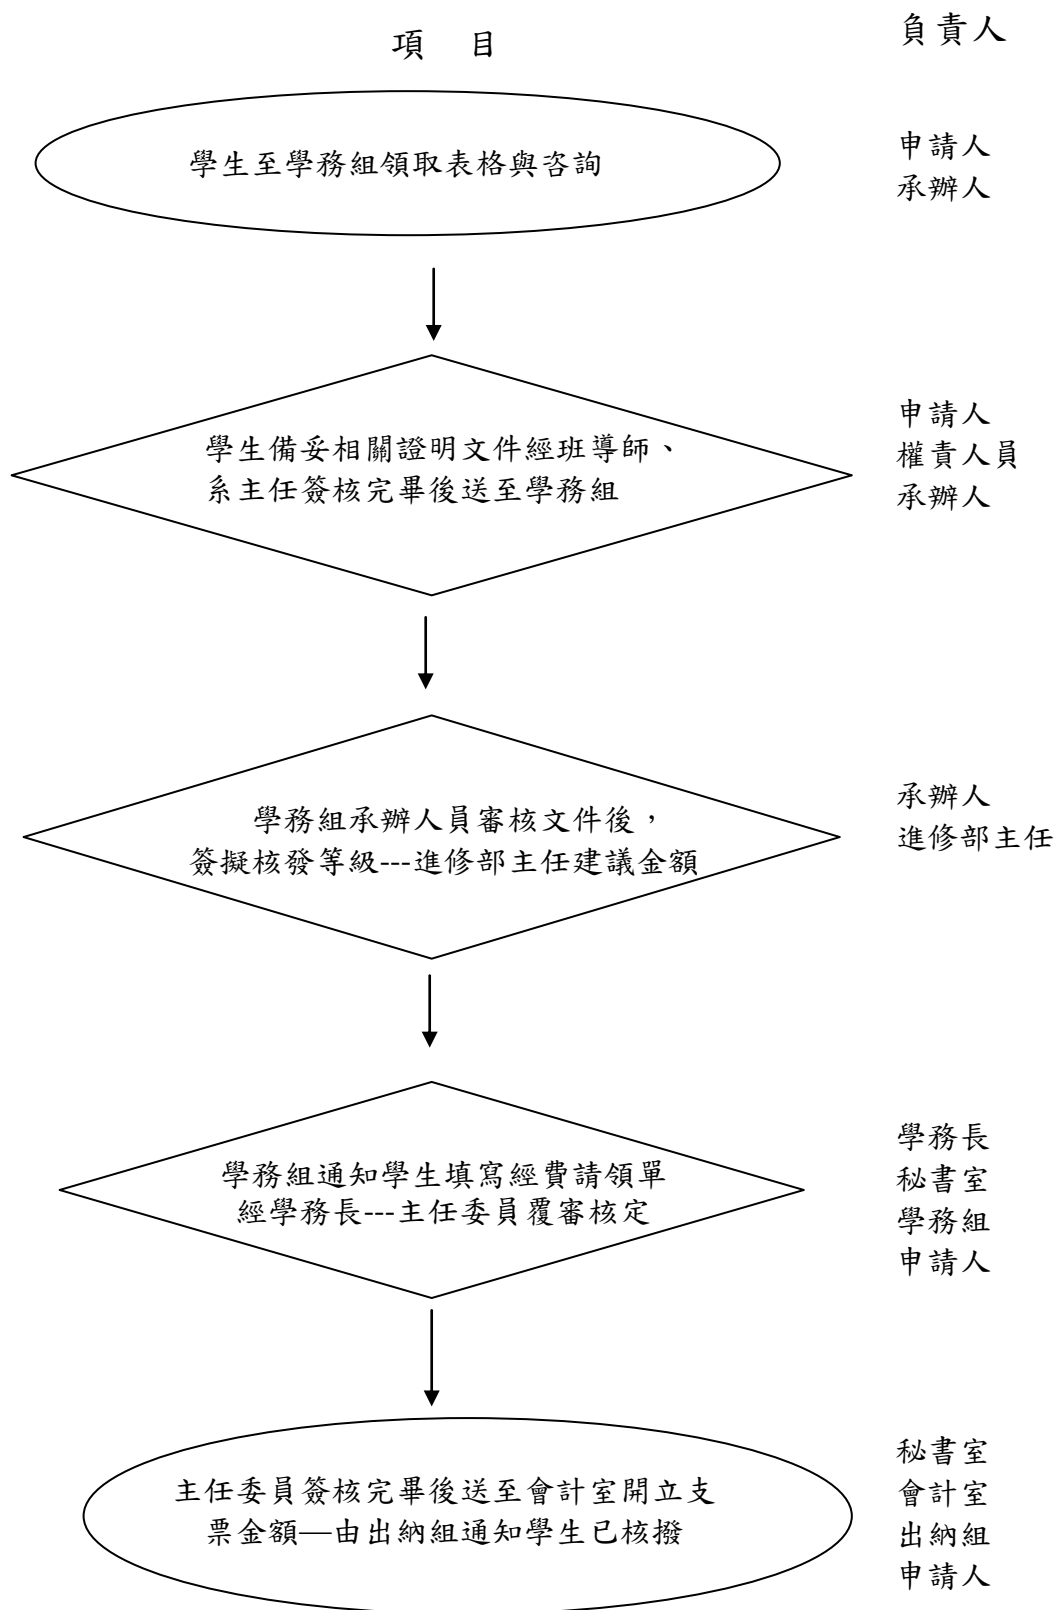 項 目
負責人
學生至學務組領取表格與咨詢
申請人
承辦人
學生備妥相關證明文件經班導師、
系主任簽核完畢後送至學務組
申請人
權責人員
承辦人
學務組承辦人員審核文件後，
簽擬核發等級---進修部主任建議金額
承辦人
進修部主任
學務組通知學生填寫經費請領單
經學務長---主任委員覆審核定
學務長
秘書室
學務組
申請人
主任委員簽核完畢後送至會計室開立支
票金額—由出納組通知學生已核撥
秘書室
會計室
出納組
申請人